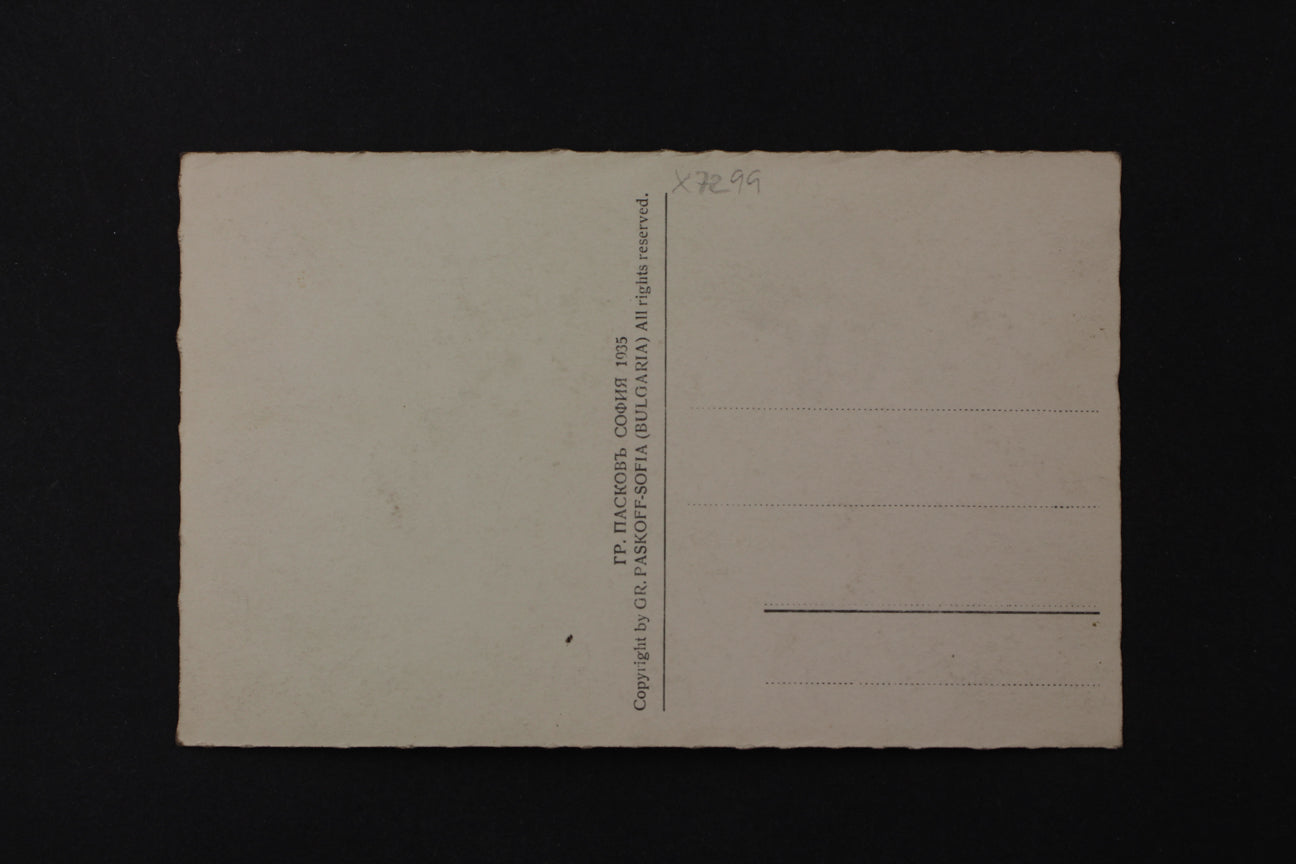 X7299
ГР. ПАСКОВЪ СОФИЯ 1935
Copyright by GR. PASKOFF-SOFIA (BULGARIA) All rights reserved.